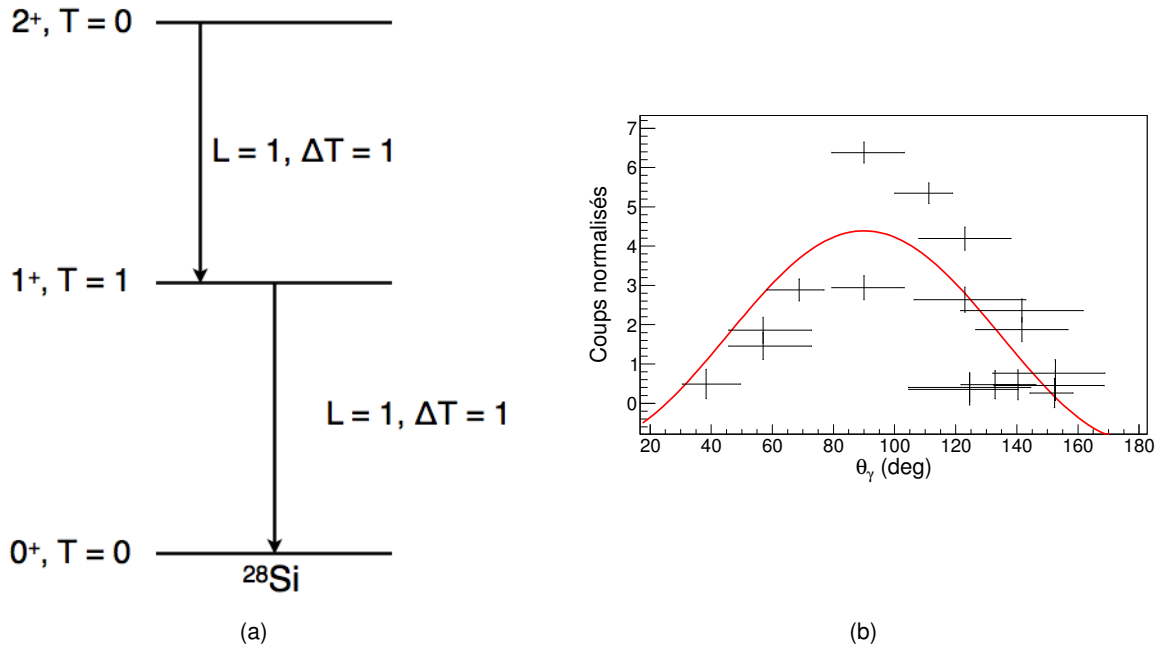 2⁺, T = 0
L = 1, ΔT = 1
1⁺, T = 1
L = 1, ΔT = 1
0⁺, T = 0
²⁸Si
(a)
Coups normalisés
7
6
5
4
3
2
1
0
20 40 60 80 100 120 140 160 180
θγ (deg)
(b)